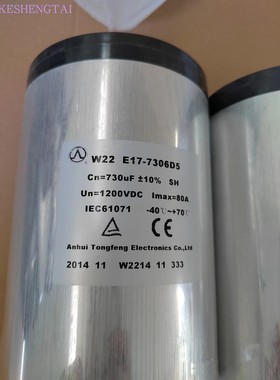 KESHENGTAI
W22 E17-7306D5
Cn=730uF ±10% SH
Un=1200VDC Imax=80A
IEC61071 -40℃~+70℃
CE
Anhui Tongfeng Electronics Co.,Ltd
2014 11 W2214 11 333